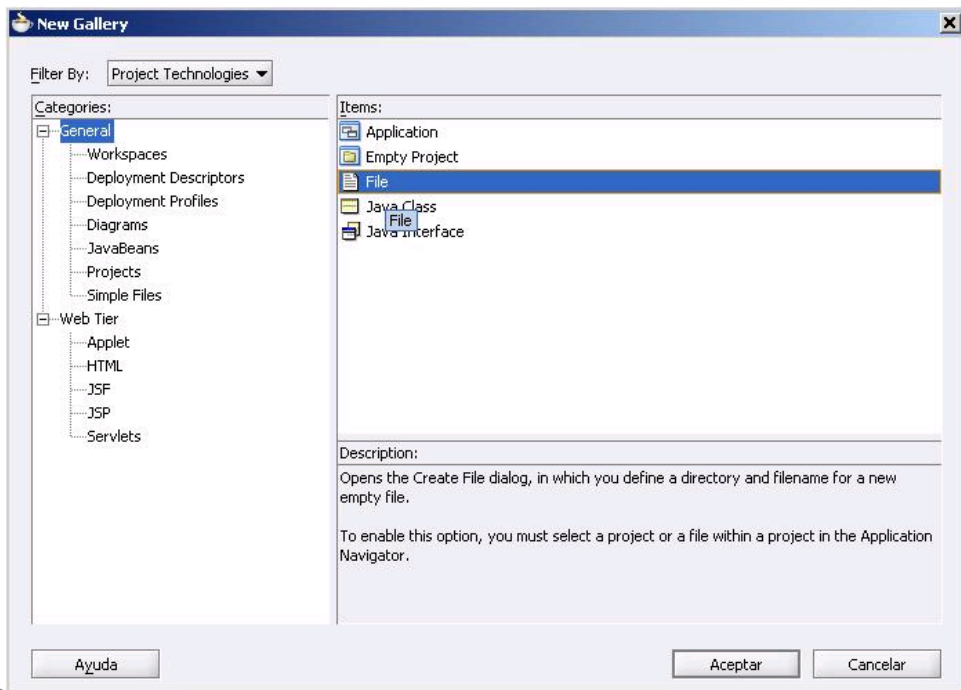 New Gallery
Filter By: Project Technologies
Categories:
General
Workspaces
Deployment Descriptors
Deployment Profiles
Diagrams
JavaBeans
Projects
Simple Files
Web Tier
Applet
HTML
JSF
JSP
Servlets
Items:
Application
Empty Project
File
Java Class
File
Java Interface
Description:
Opens the Create File dialog, in which you define a directory and filename for a new
empty file.
To enable this option, you must select a project or a file within a project in the Application
Navigator.
Ayuda
Aceptar
Cancelar